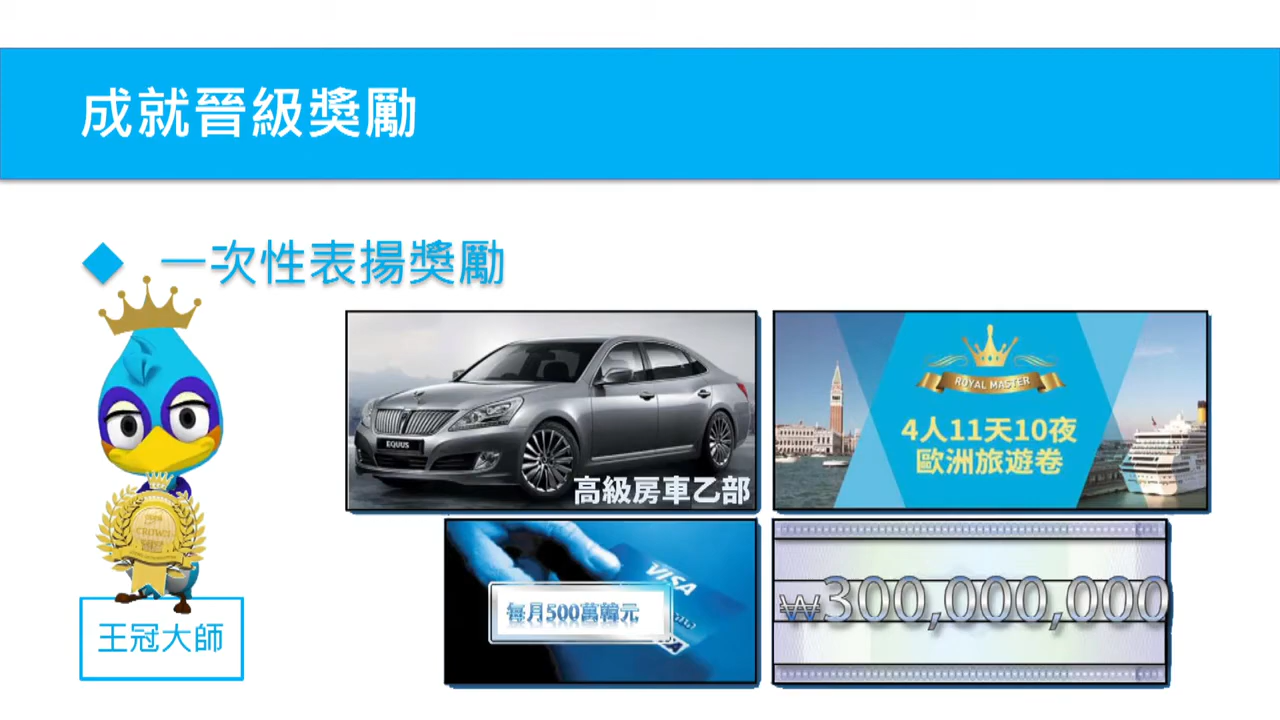 成就晉級獎勵
一次性表揚獎勵
EQUUS
高級房車乙部
ROYAL MASTER
4人11天10夜
歐洲旅遊卷
VISA
每月500萬韓元
₩300,000,000
CROWN
王冠大師